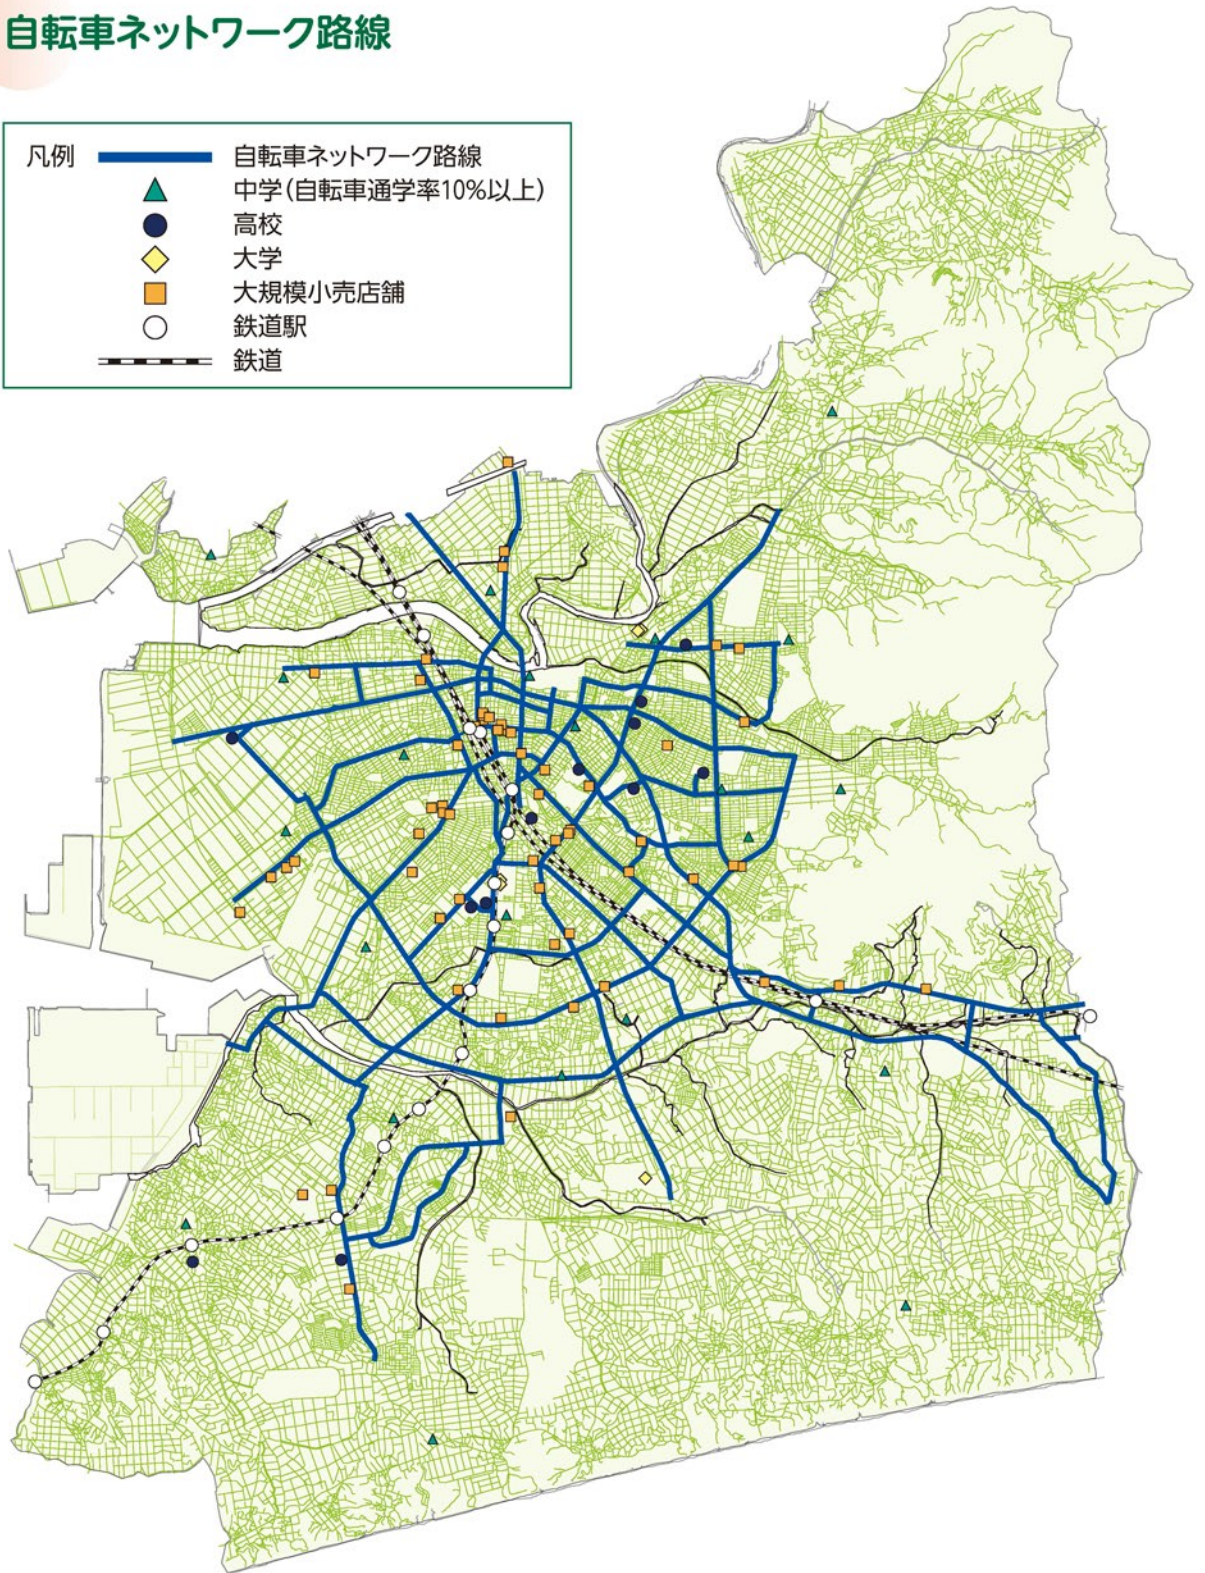 自転車ネットワーク路線
凡例
自転車ネットワーク路線
中学(自転車通学率10%以上)
高校
大学
大規模小売店舗
鉄道駅
鉄道